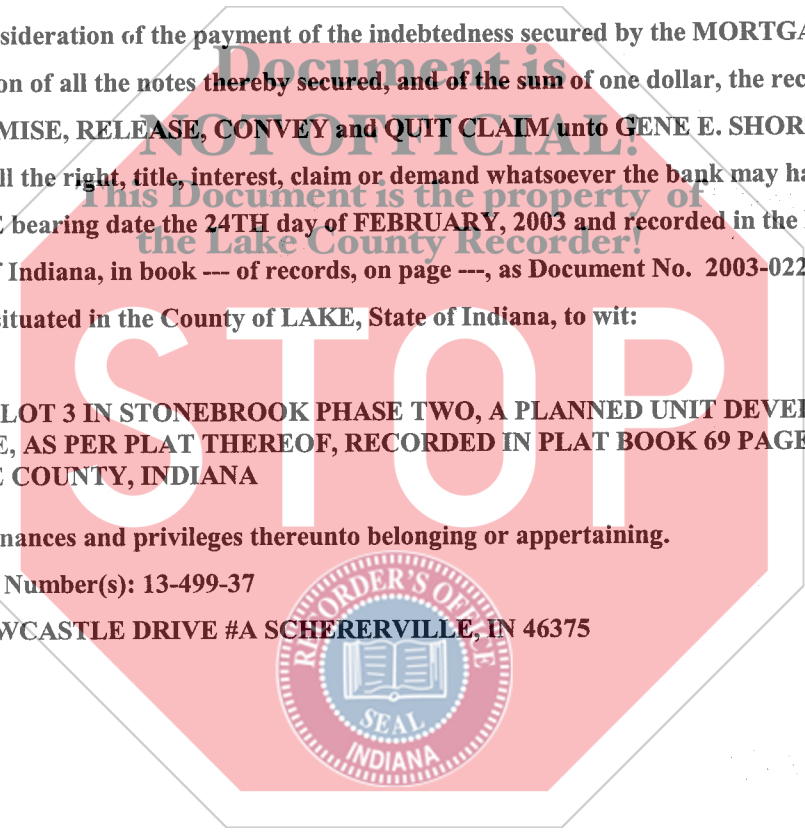 sideration of the payment of the indebtedness secured by the MORTGA
Document is
on of all the notes thereby secured, and of the sum of one dollar, the rec
NOT OFFICIAL!
MISE, RELEASE, CONVEY and QUIT CLAIM unto GENE E. SHOR
ll the right, title, interest, claim or demand whatsoever the bank may ha
This Document is the property of
E bearing date the 24TH day of FEBRUARY, 2003 and recorded in the
the Lake County Recorder!
f Indiana, in book --- of records, on page ---, as Document No. 2003-022
situated in the County of LAKE, State of Indiana, to wit:
STOP
LOT 3 IN STONEBROOK PHASE TWO, A PLANNED UNIT DEVE
E, AS PER PLAT THEREOF, RECORDED IN PLAT BOOK 69 PAGE
E COUNTY, INDIANA
nances and privileges thereunto belonging or appertaining.
Number(s): 13-499-37
WCASTLE DRIVE #A SCHERERVILLE, IN 46375
RECORDER'S OFFICE
SEAL
INDIANA